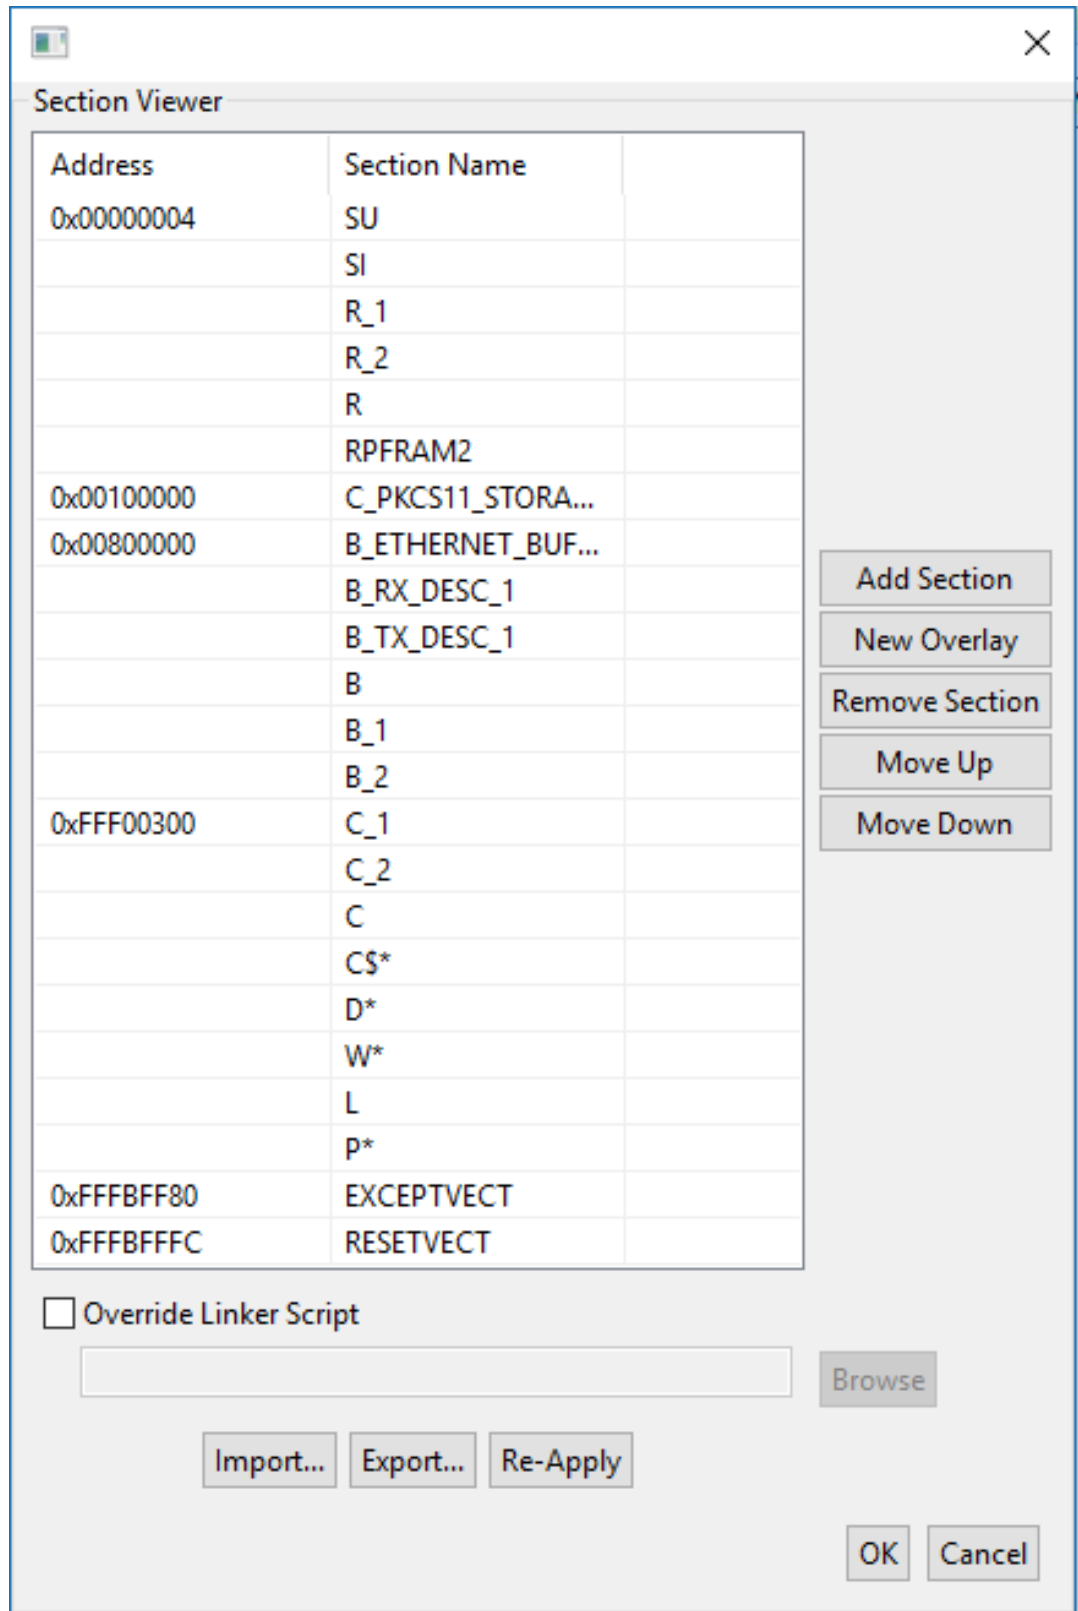 Section Viewer
Address Section Name
0x00000004 SU
SI
R_1
R_2
R
RPFRAM2
0x00100000 C_PKCS11_STORA...
0x00800000 B_ETHERNET_BUF...
B_RX_DESC_1
B_TX_DESC_1
B
B_1
B_2
0xFFF00300 C_1
C_2
C
C$*
D*
W*
L
P*
0xFFFBFF80 EXCEPTVECT
0xFFFBFFFC RESETVECT
Add Section
New Overlay
Remove Section
Move Up
Move Down
Override Linker Script
Browse
Import... Export... Re-Apply
OK Cancel